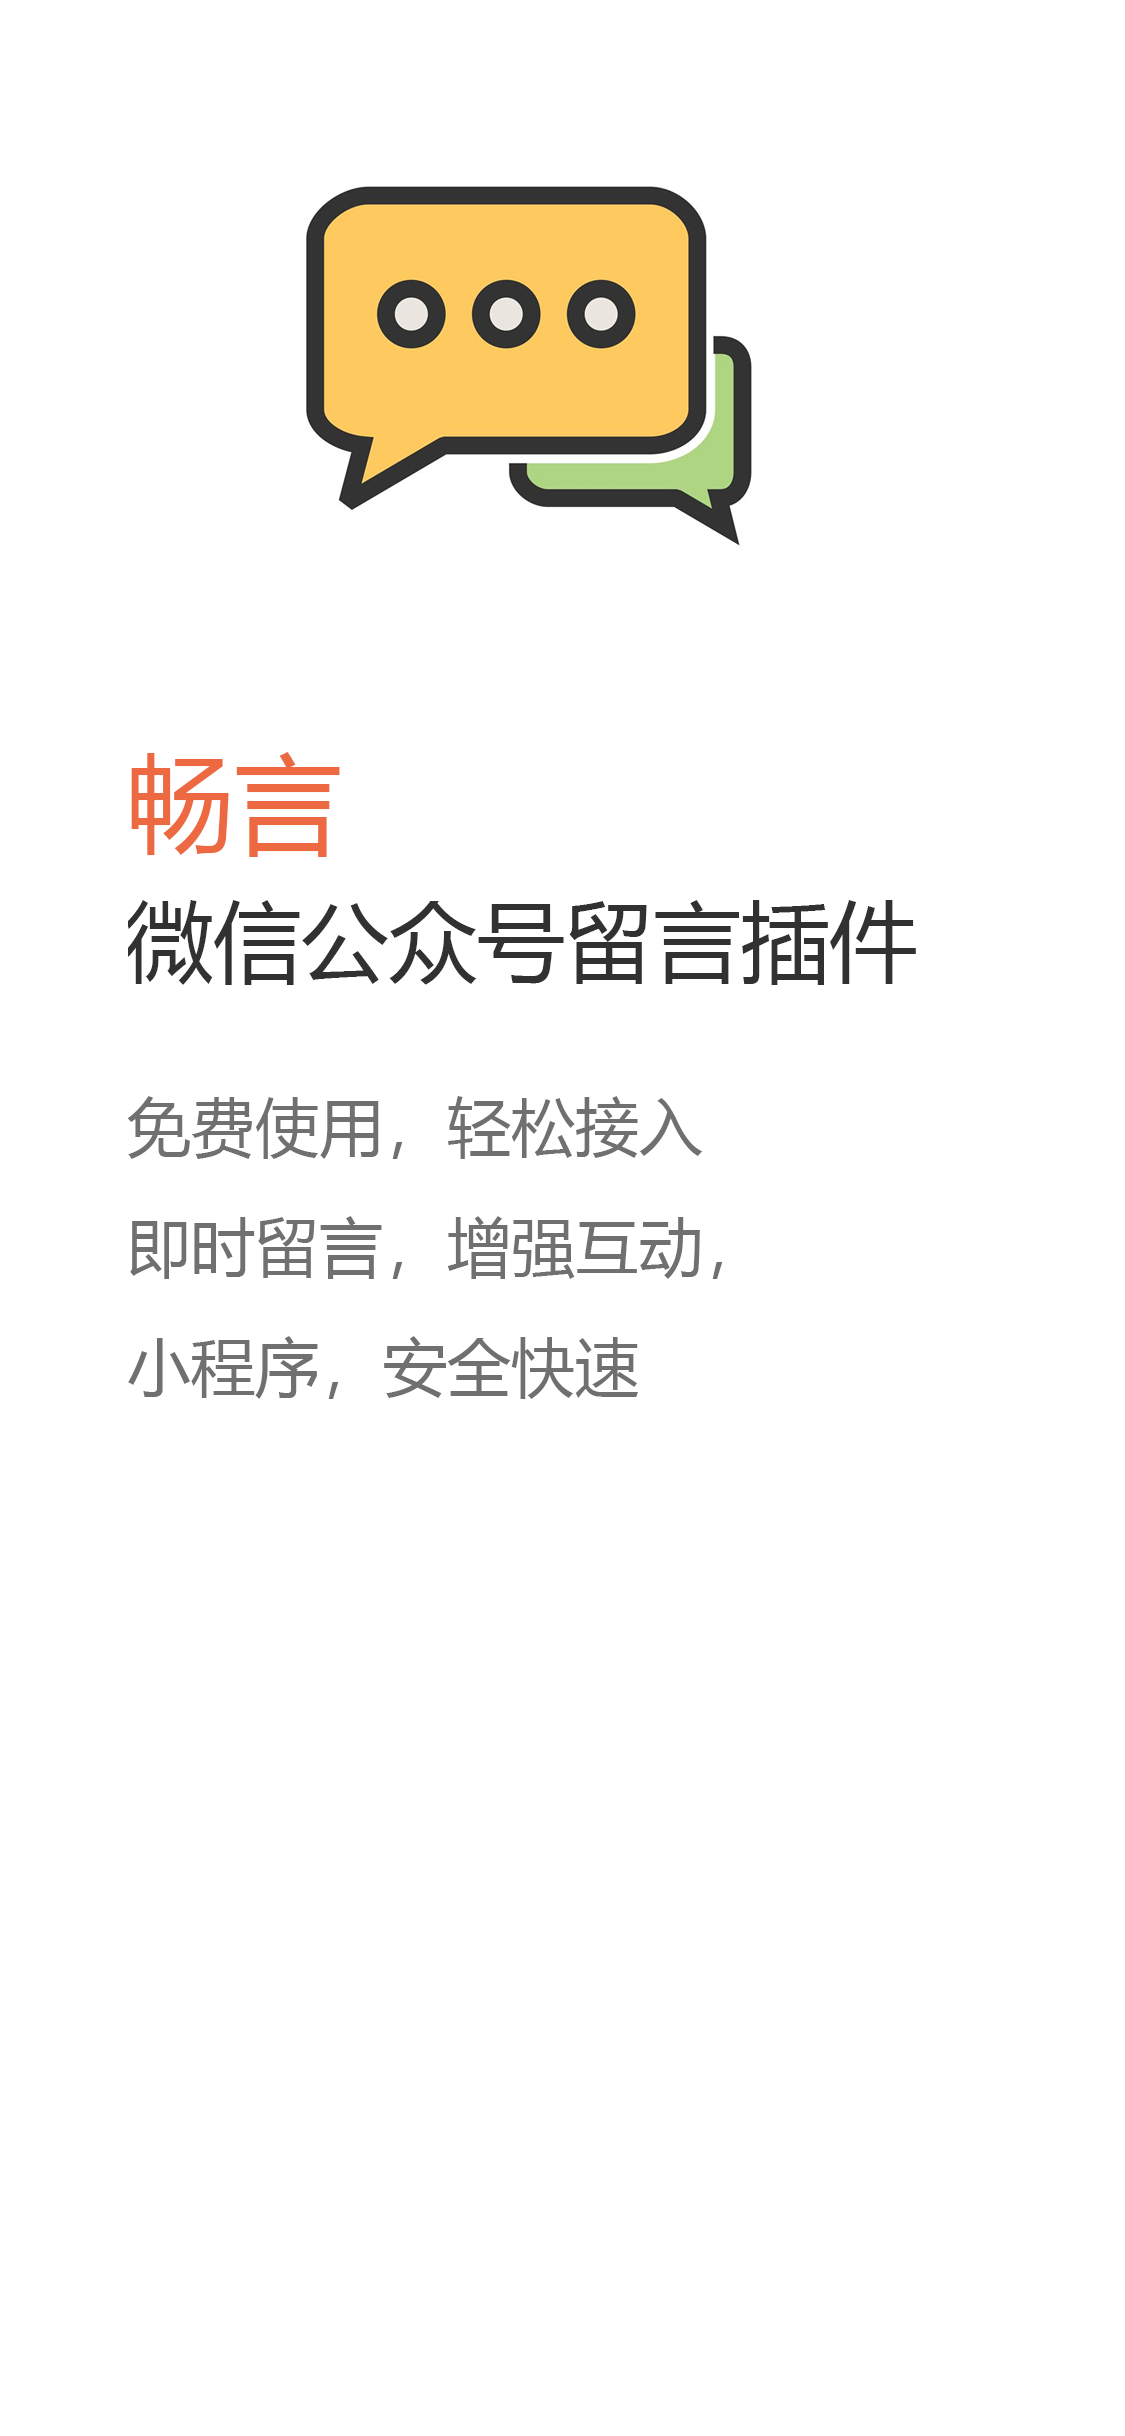 畅言
微信公众号留言插件
免费使用，轻松接入
即时留言，增强互动，
小程序，安全快速